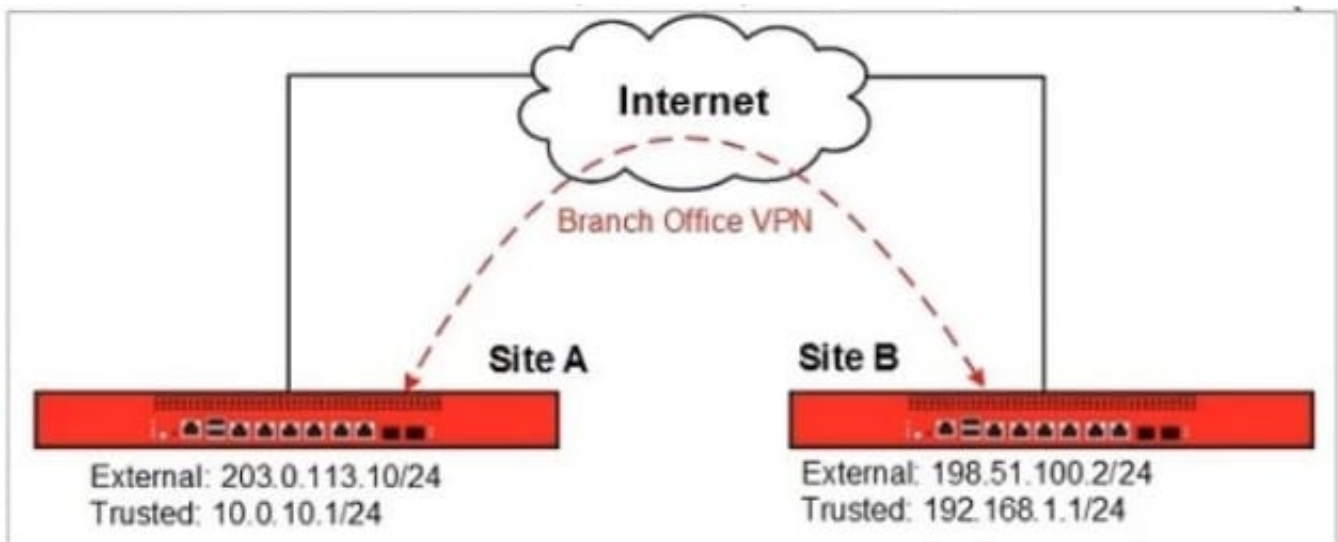 Internet
Branch Office VPN
Site A
Site B
External: 203.0.113.10/24
Trusted: 10.0.10.1/24
External: 198.51.100.2/24
Trusted: 192.168.1.1/24